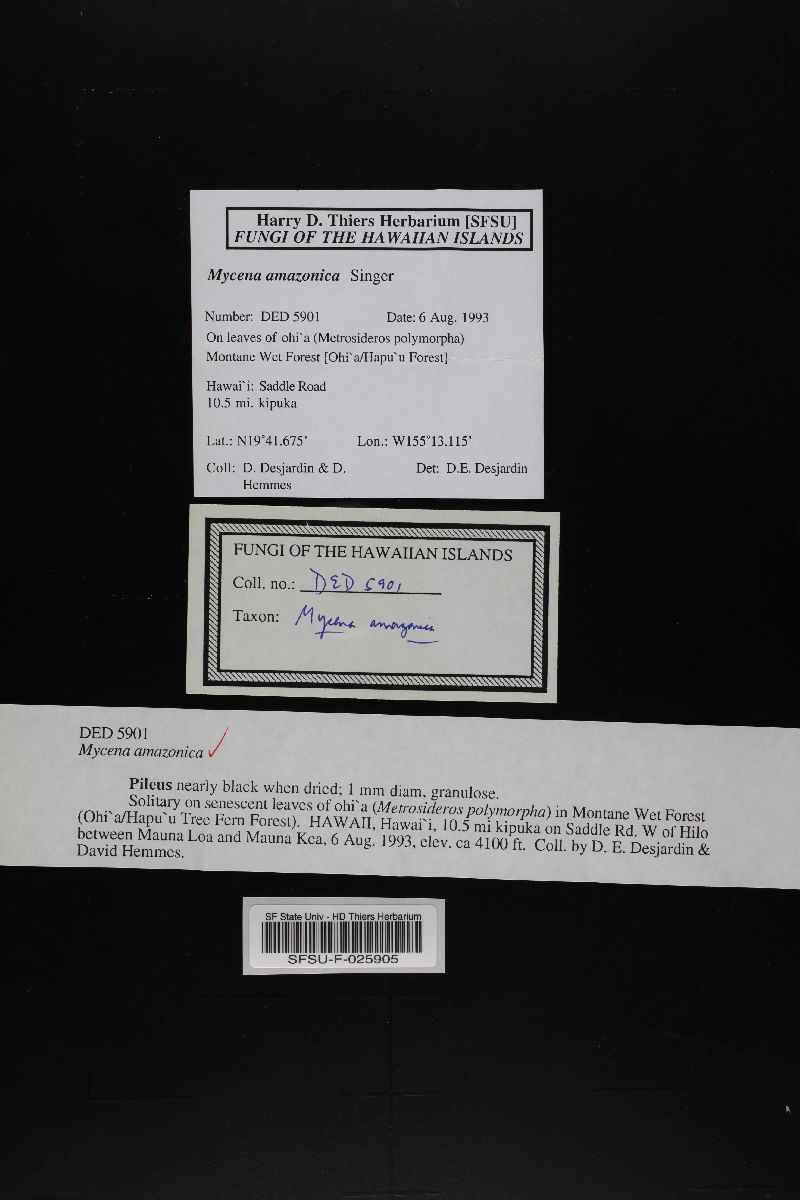 Harry D. Thiers Herbarium [SFSU]
FUNGI OF THE HAWAIIAN ISLANDS
Mycena amazonica Singer
Number: DED 5901 Date: 6 Aug. 1993
On leaves of ohi`a (Metrosideros polymorpha)
Montane Wet Forest [Ohi`a/Hapu`u Forest]
Hawai`i: Saddle Road
10.5 mi. kipuka
Lat.: N19°41.675' Lon.: W155°13.115'
Coll: D. Desjardin & D. Det: D.E. Desjardin
Hemmes
FUNGI OF THE HAWAIIAN ISLANDS
Coll. no.: DED 5901
Taxon: Mycena amazonica
DED 5901
Mycena amazonica ✓
Pileus nearly black when dried; 1 mm diam, granulose.
Solitary on senescent leaves of ohi`a (Metrosideros polymorpha) in Montane Wet Forest
(Ohi`a/Hapu`u Tree Fern Forest). HAWAII, Hawai`i, 10.5 mi kipuka on Saddle Rd. W of Hilo
between Mauna Loa and Mauna Kea, 6 Aug. 1993, elev. ca 4100 ft. Coll. by D. E. Desjardin &
David Hemmes.
SF State Univ - HD Thiers Herbarium
SFSU-F-025905